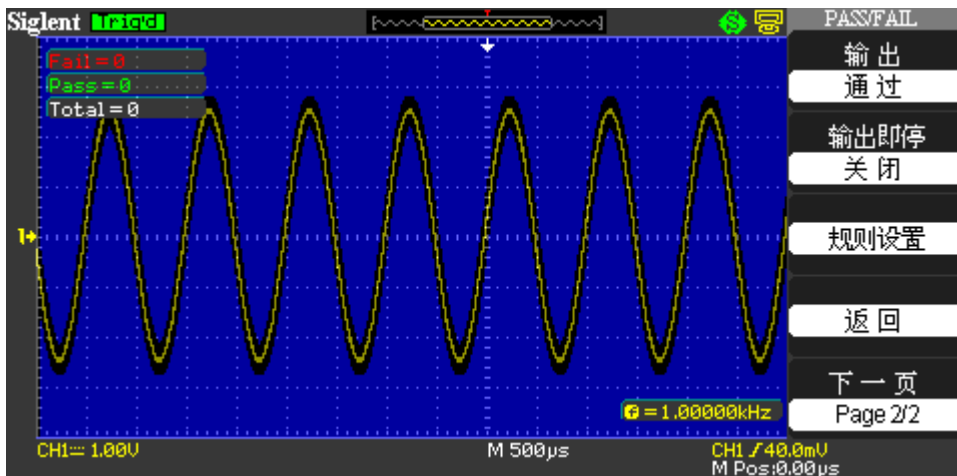 Siglent Trig'd
PASS/FAIL
Fail=0
Pass=0
Total=0
输出
通过
输出即停
关闭
规则设置
返回
下一页
Page 2/2
1
f=1.00000kHz
CH1 1.00V
M 500µs
CH1 40.0mV
M Pos:0.00µs